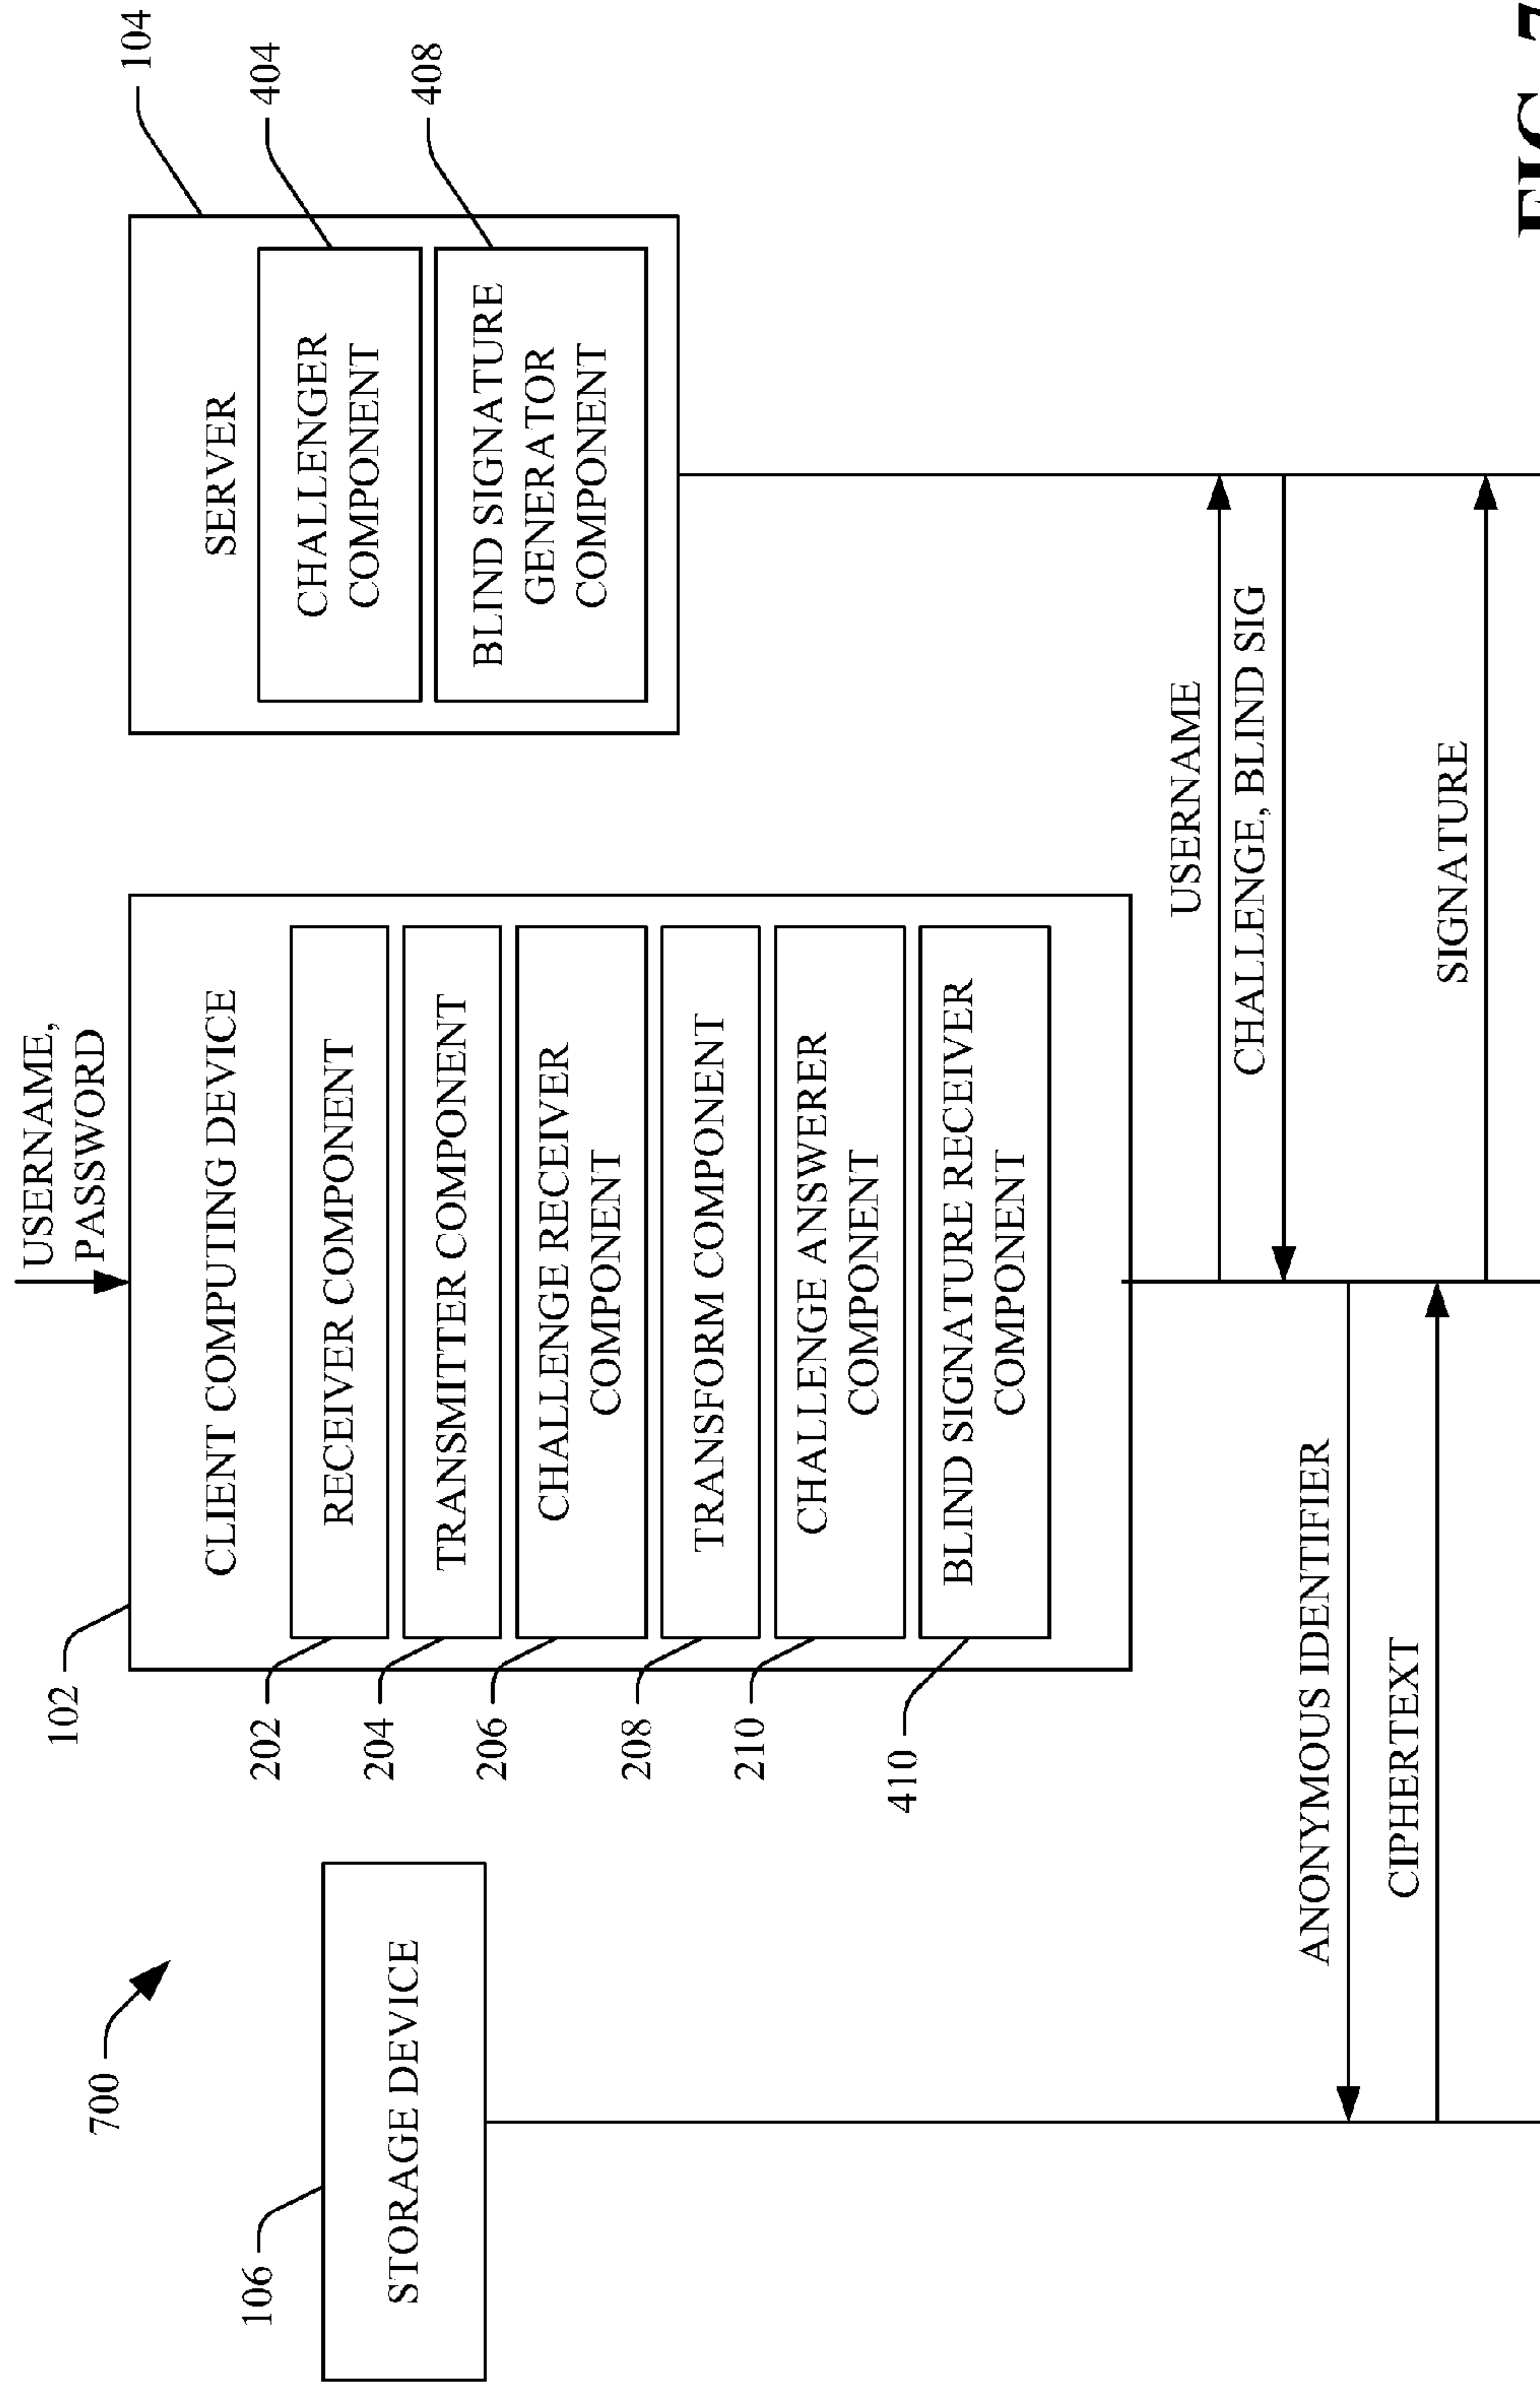 700
106
STORAGE DEVICE
USERNAME,
PASSWORD
102
CLIENT COMPUTING DEVICE
202
RECEIVER COMPONENT
204
TRANSMITTER COMPONENT
206
CHALLENGE RECEIVER
COMPONENT
208
TRANSFORM COMPONENT
210
CHALLENGE ANSWERER
COMPONENT
410
BLIND SIGNATURE RECEIVER
COMPONENT
104
SERVER
404
CHALLENGER
COMPONENT
408
BLIND SIGNATURE
GENERATOR
COMPONENT
USERNAME
CHALLENGE, BLIND SIG
ANONYMOUS IDENTIFIER
CIPHERTEXT
SIGNATURE